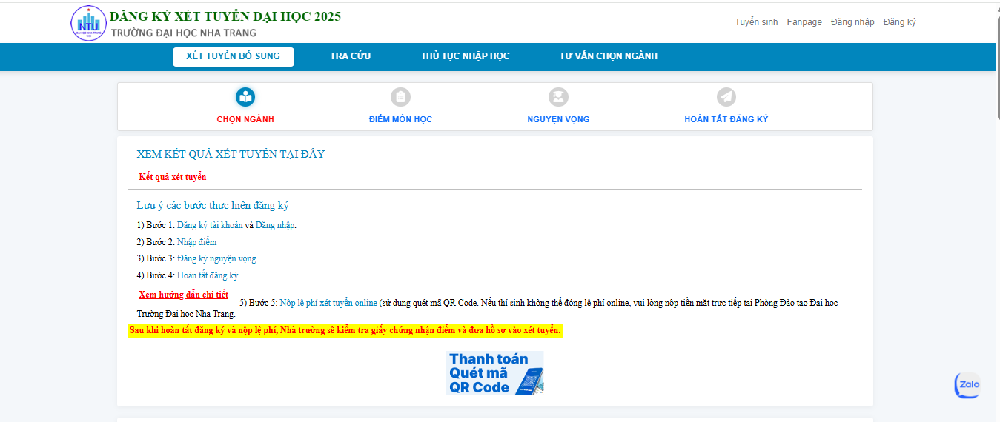 NTU
ĐẠI HỌC NHA TRANG
ĐĂNG KÝ XÉT TUYỂN ĐẠI HỌC 2025
TRƯỜNG ĐẠI HỌC NHA TRANG
Tuyển sinh Fanpage Đăng nhập Đăng ký
XÉT TUYỂN BỔ SUNG TRA CỨU THỦ TỤC NHẬP HỌC TƯ VẤN CHỌN NGÀNH
CHỌN NGÀNH ĐIỂM MÔN HỌC NGUYỆN VỌNG HOÀN TẤT ĐĂNG KÝ
XEM KẾT QUẢ XÉT TUYỂN TẠI ĐÂY
Kết quả xét tuyển
Lưu ý các bước thực hiện đăng ký
1) Bước 1: Đăng ký tài khoản và Đăng nhập.
2) Bước 2: Nhập điểm
3) Bước 3: Đăng ký nguyện vọng
4) Bước 4: Hoàn tất đăng ký
Xem hướng dẫn chi tiết
5) Bước 5: Nộp lệ phí xét tuyển online (sử dụng quét mã QR Code. Nếu thí sinh không thể đóng lệ phí online, vui lòng nộp tiền mặt trực tiếp tại Phòng Đào tạo Đại học -
Trường Đại học Nha Trang.
Sau khi hoàn tất đăng ký và nộp lệ phí, Nhà trường sẽ kiểm tra giấy chứng nhận điểm và đưa hồ sơ vào xét tuyển.
Thanh toán
Quét mã
QR Code
Zalo